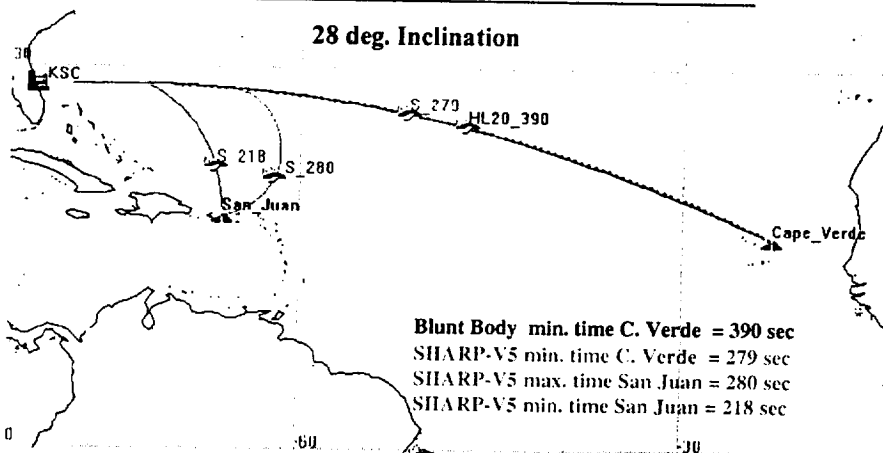 28 deg. Inclination
30
KSC
S_279
HL20_390
S_218
S_280
San_Juan
Cape_Verde
Blunt Body min. time C. Verde = 390 sec
SHARP-V5 min. time C. Verde = 279 sec
SHARP-V5 max. time San Juan = 280 sec
SHARP-V5 min. time San Juan = 218 sec
0
-60
-30